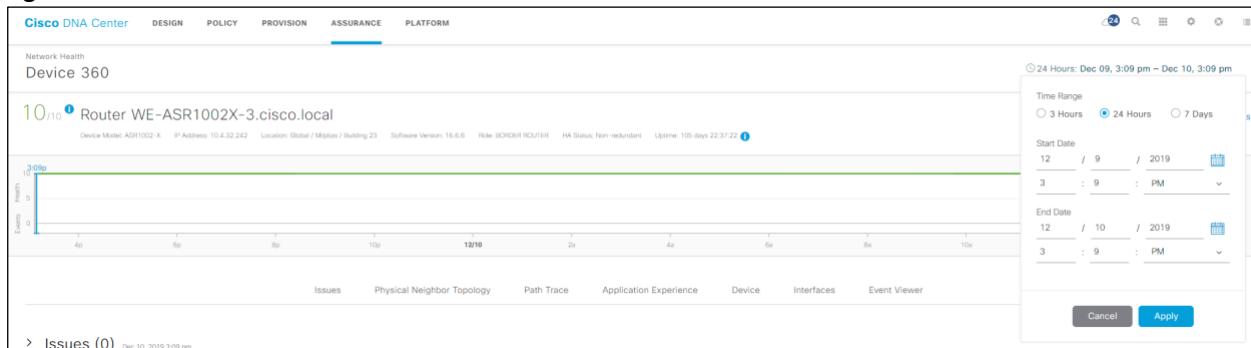 Cisco DNA Center DESIGN POLICY PROVISION ASSURANCE PLATFORM 24
Network Health
Device 360
24 Hours: Dec 09, 3:09 pm – Dec 10, 3:09 pm
10/10 Router WE-ASR1002X-3.cisco.local
Device Model: ASR1002-X IP Address: 10.4.32.242 Location: Global / Milpitas / Building 23 Software Version: 16.6.6 Role: BORDER ROUTER HA Status: Non-redundant Uptime: 105 days 22:37:22
3:09p
10
Health
5
Events
0
4p 6p 8p 10p 12/10 2a 4a 6a 8a 10a
Time Range
3 Hours 24 Hours 7 Days
Start Date
12 / 9 / 2019
3 : 9 : PM
End Date
12 / 10 / 2019
3 : 9 : PM
Cancel Apply
Issues Physical Neighbor Topology Path Trace Application Experience Device Interfaces Event Viewer
Issues (0) Dec 10, 2019 3:09 pm